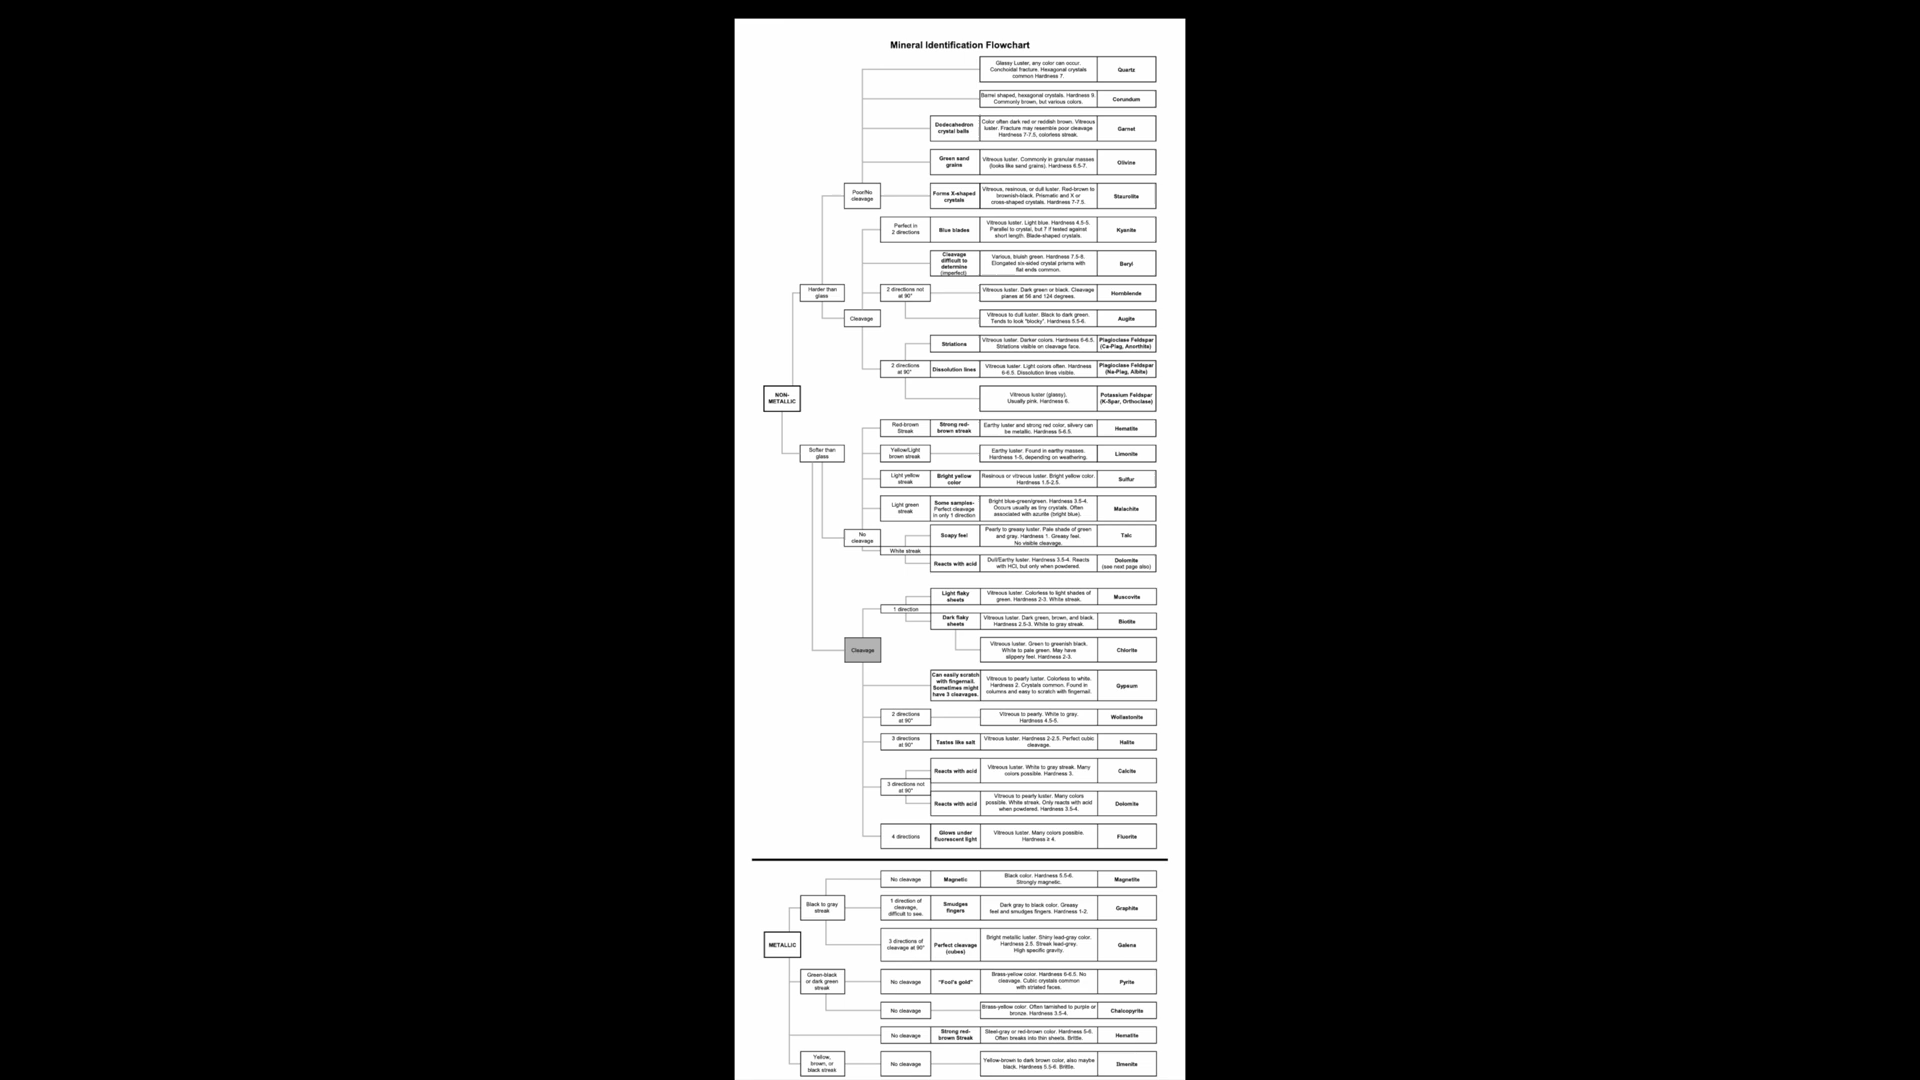 Mineral Identification Flowchart
Glassy Luster, any color can occur.
Conchoidal fracture. Hexagonal crystals
common Hardness 7.
Quartz
Barrel shaped, hexagonal crystals. Hardness 9.
Commonly brown, but various colors.
Corundum
Dodecahedron
crystal balls
Color often dark red or reddish brown, Vitreous
luster. Fracture may resemble poor cleavage
Hardness 7-7.5, colorless streak.
Garnet
Green sand
grains
Vitreous luster. Commonly in granular masses
(looks like sand grains). Hardness 6.5-7.
Olivine
Poor/No
cleavage
Forms X-shaped
crystals
Vitreous, resinous, or dull luster. Red-brown to
brownish-black. Prismatic and X or
cross-shaped crystals. Hardness 7-7.5.
Staurolite
Perfect in
2 directions
Blue blades
Vitreous luster. Light blue. Hardness 4.5-5.
Parallel to crystal, but 7 if tested against
short length. Blade-shaped crystals.
Kyanite
Cleavage
difficult to
determine
(imperfect)
Various, bluish green. Hardness 7.5-8.
Elongated six-sided crystal prisms with
flat ends common.
Beryl
Harder than
glass
2 directions not
at 90°
Vitreous luster. Dark green or black. Cleavage
planes at 56 and 124 degrees.
Hornblende
Cleavage
Vitreous to dull luster. Black to dark green.
Tends to look "blocky". Hardness 5.5-6.
Augite
Striations
Vitreous luster. Darker colors. Hardness 6-6.5.
Striations visible on cleavage face.
Plagioclase Feldspar
(Ca-Plag, Anorthite)
2 directions
at 90°
Dissolution lines
Vitreous luster. Light colors often. Hardness
6-6.5. Dissolution lines visible.
Plagioclase Feldspar
(Na-Plag, Albite)
NON-
METALLIC
Vitreous luster (glassy).
Usually pink. Hardness 6.
Potassium Feldspar
(K-Spar, Orthoclase)
Red-brown
Streak
Strong red-
brown streak
Earthy luster and strong red color, silvery can
be metallic. Hardness 5-6.5.
Hematite
Softer than
glass
Yellow/Light
brown streak
Earthy luster. Found in earthy masses.
Hardness 1-5, depending on weathering.
Limonite
Light yellow
streak
Bright yellow
color
Resinous or vitreous luster. Bright yellow color.
Hardness 1.5-2.5.
Sulfur
Light green
streak
Some samples-
Perfect cleavage
in only 1 direction
Bright blue-green/green. Hardness 3.5-4.
Occurs usually as tiny crystals. Often
associated with azurite (bright blue).
Malachite
No
cleavage
White streak
Soapy feel
Pearly to greasy luster. Pale shade of green
and gray. Hardness 1. Greasy feel.
No visible cleavage.
Talc
Reacts with acid
Dull/Earthy luster. Hardness 3.5-4. Reacts
with HCl, but only when powdered.
Dolomite
(see next page also)
1 direction
Light flaky
sheets
Vitreous luster. Colorless to light shades of
green. Hardness 2-3. White streak.
Muscovite
Dark flaky
sheets
Vitreous luster. Dark green, brown, and black.
Hardness 2.5-3. White to gray streak.
Biotite
Cleavage
Vitreous luster. Green to greenish black.
White to pale green. May have
slippery feel. Hardness 2-3.
Chlorite
Can easily scratch
with fingernail.
Sometimes might
have 3 cleavages.
Vitreous to pearly luster. Colorless to white.
Hardness 2. Crystals common. Found in
columns and easy to scratch with fingernail.
Gypsum
2 directions
at 90°
Vitreous to pearly. White to gray.
Hardness 4.5-5.
Wollastonite
3 directions
at 90°
Tastes like salt
Vitreous luster. Hardness 2-2.5. Perfect cubic
cleavage.
Halite
3 directions not
at 90°
Reacts with acid
Vitreous luster. White to gray streak. Many
colors possible. Hardness 3.
Calcite
Reacts with acid
Vitreous to pearly luster. Many colors
possible. White streak. Only reacts with acid
when powdered. Hardness 3.5-4.
Dolomite
4 directions
Glows under
fluorescent light
Vitreous luster. Many colors possible.
Hardness ≥ 4.
Fluorite
No cleavage
Magnetic
Black color. Hardness 5.5-6.
Strongly magnetic.
Magnetite
Black to gray
streak
1 direction of
cleavage,
difficult to see.
Smudges
fingers
Dark gray to black color. Greasy
feel and smudges fingers. Hardness 1-2.
Graphite
METALLIC
3 directions of
cleavage at 90°
Perfect cleavage
(cubes)
Bright metallic luster. Shiny lead-gray color.
Hardness 2.5. Streak lead-gray.
High specific gravity.
Galena
Green-black
or dark green
streak
No cleavage
"Fool's gold"
Brass-yellow color. Hardness 6-6.5. No
cleavage. Cubic crystals common
with striated faces.
Pyrite
No cleavage
Brass-yellow color. Often tarnished to purple or
bronze. Hardness 3.5-4.
Chalcopyrite
No cleavage
Strong red-
brown Streak
Steel-gray or red-brown color. Hardness 5-6.
Often breaks into thin sheets. Brittle.
Hematite
Yellow,
brown, or
black streak
No cleavage
Yellow-brown to dark brown color, also maybe
black. Hardness 5.5-6. Brittle.
Ilmenite